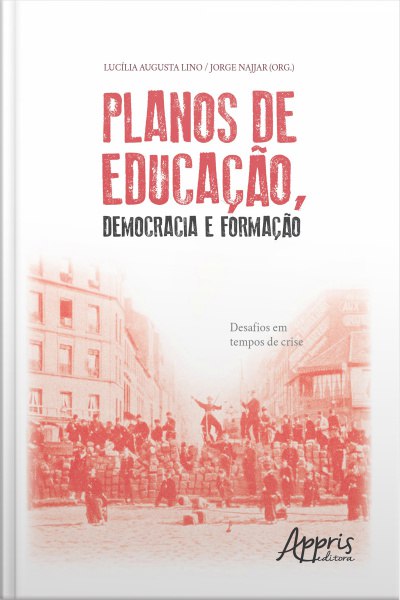 LUCÍLIA AUGUSTA LINO / JORGE NAJJAR (ORG.)
PLANOS DE
EDUCAÇÃO,
DEMOCRACIA E FORMAÇÃO
Desafios em
tempos de crise
Appris
editora